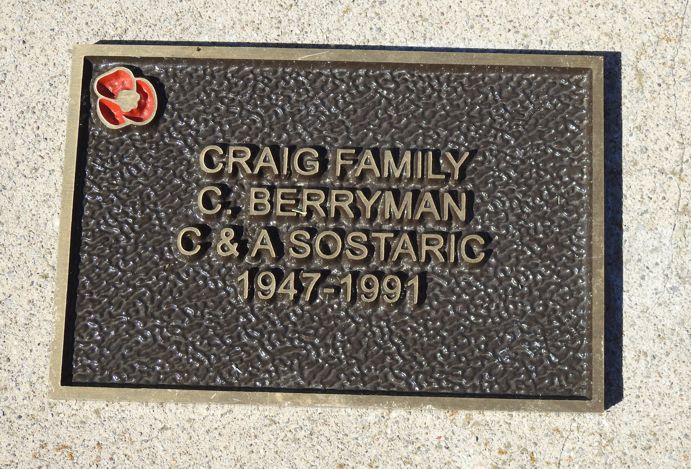 CRAIG FAMILY
C. BERRYMAN
C & A SOSTARIC
1947-1991